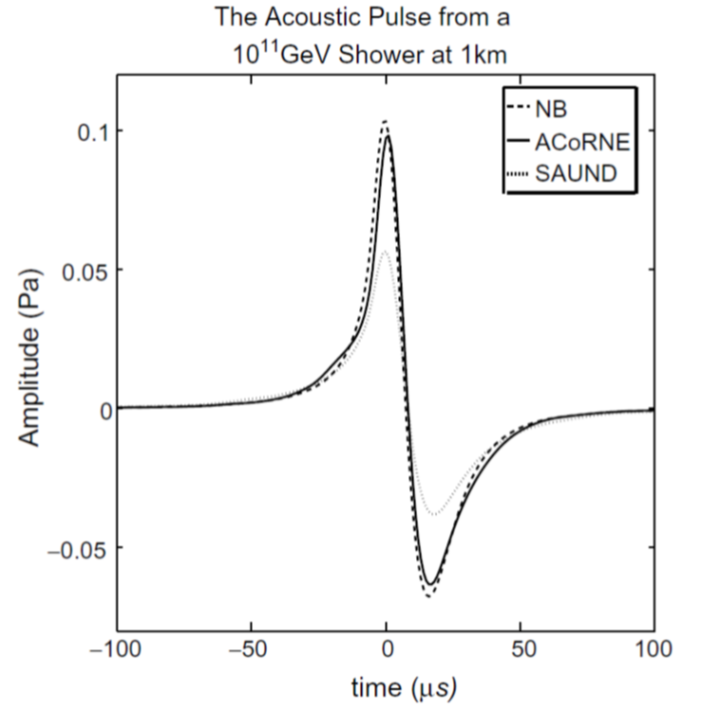 The Acoustic Pulse from a
10¹¹GeV Shower at 1km
NB
ACoRNE
SAUND
0.1
0.05
0
−0.05
Amplitude (Pa)
−100
−50
0
50
100
time (μs)